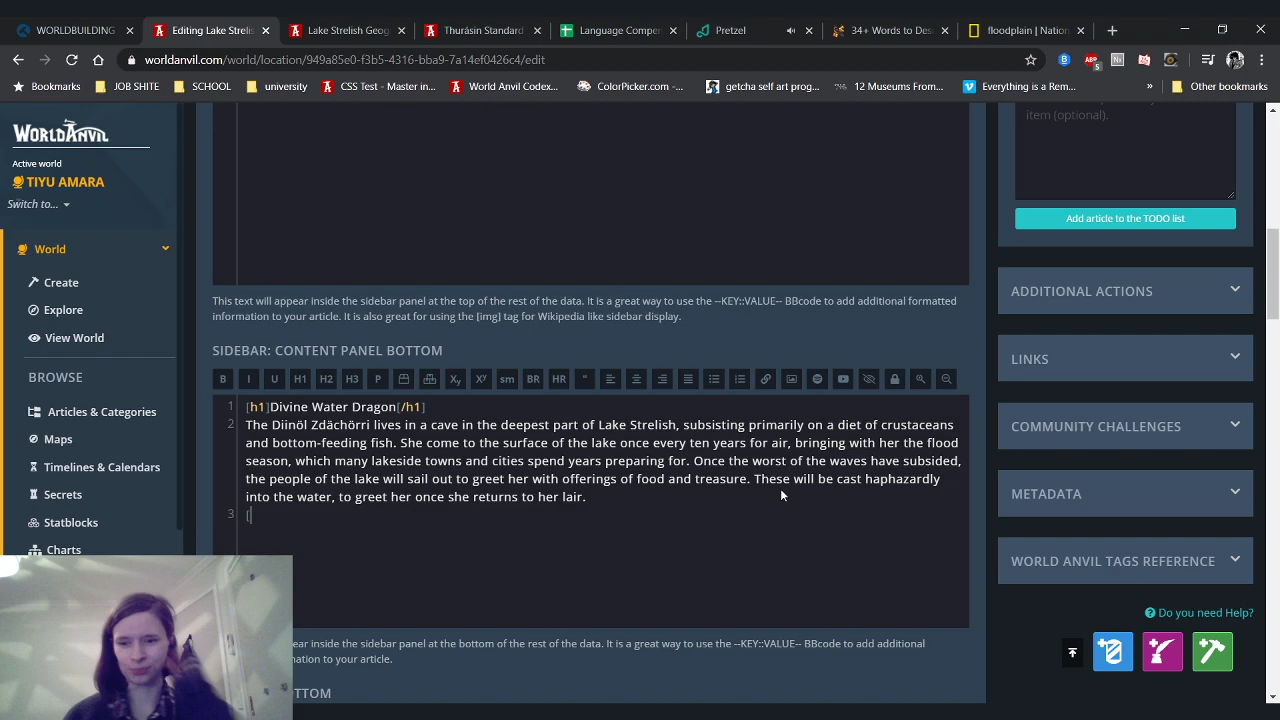 WORLDBUILDING
Editing Lake Strelis
Lake Strelish Geog
Thurásin Standard
Language Compen
Pretzel
34+ Words to Des
floodplain | Nation
worldanvil.com/world/location/949a85e0-f3b5-4316-bba9-7a14ef0426c4/edit
5
Bookmarks
JOB SHITE
SCHOOL
university
CSS Test - Master in...
World Anvil Codex...
ColorPicker.com -...
getcha self art prog...
12 Museums From...
Everything is a Rem...
»
Other bookmarks
WORLDANVIL
Active world
TIYU AMARA
Switch to...
World
Create
Explore
View World
BROWSE
Articles & Categories
Maps
Timelines & Calendars
Secrets
Statblocks
Charts
This text will appear inside the sidebar panel at the top of the rest of the data. It is a great way to use the --KEY::VALUE-- BBcode to add additional formatted
information to your article. It is also great for using the [img] tag for Wikipedia like sidebar display.
SIDEBAR: CONTENT PANEL BOTTOM
B I U H1 H2 H3 P Xy Xy sm BR HR "
1 [h1]Divine Water Dragon[/h1]
2 The Diinöl Zdächörri lives in a cave in the deepest part of Lake Strelish, subsisting primarily on a diet of crustaceans
and bottom-feeding fish. She come to the surface of the lake once every ten years for air, bringing with her the flood
season, which many lakeside towns and cities spend years preparing for. Once the worst of the waves have subsided,
the people of the lake will sail out to greet her with offerings of food and treasure. These will be cast haphazardly
into the water, to greet her once she returns to her lair.
3 [
ear inside the sidebar panel at the bottom of the rest of the data. It is a great way to use the --KEY::VALUE-- BBcode to add additional
mation to your article.
OTTOM
item (optional).
Add article to the TODO list
ADDITIONAL ACTIONS
LINKS
COMMUNITY CHALLENGES
METADATA
WORLD ANVIL TAGS REFERENCE
Do you need Help?